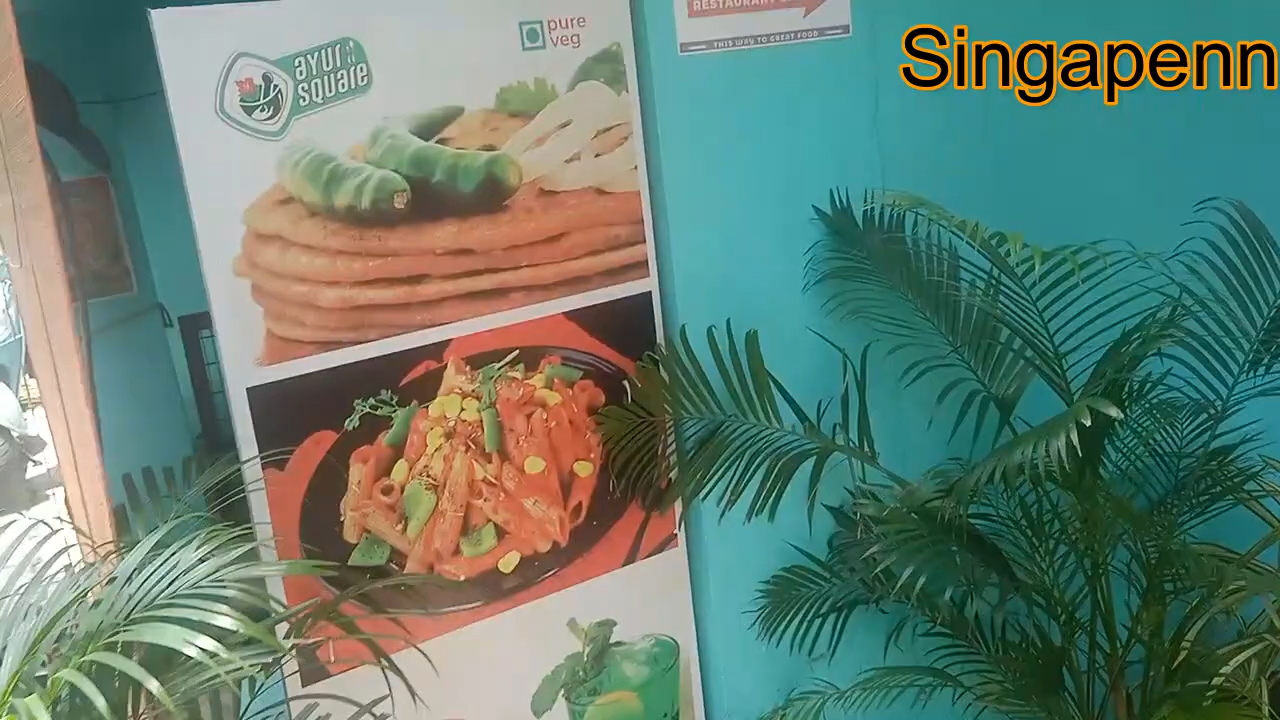 ayur
square
pure
veg
RESTAURANT
THIS WAY TO GREAT FOOD
Singapenn